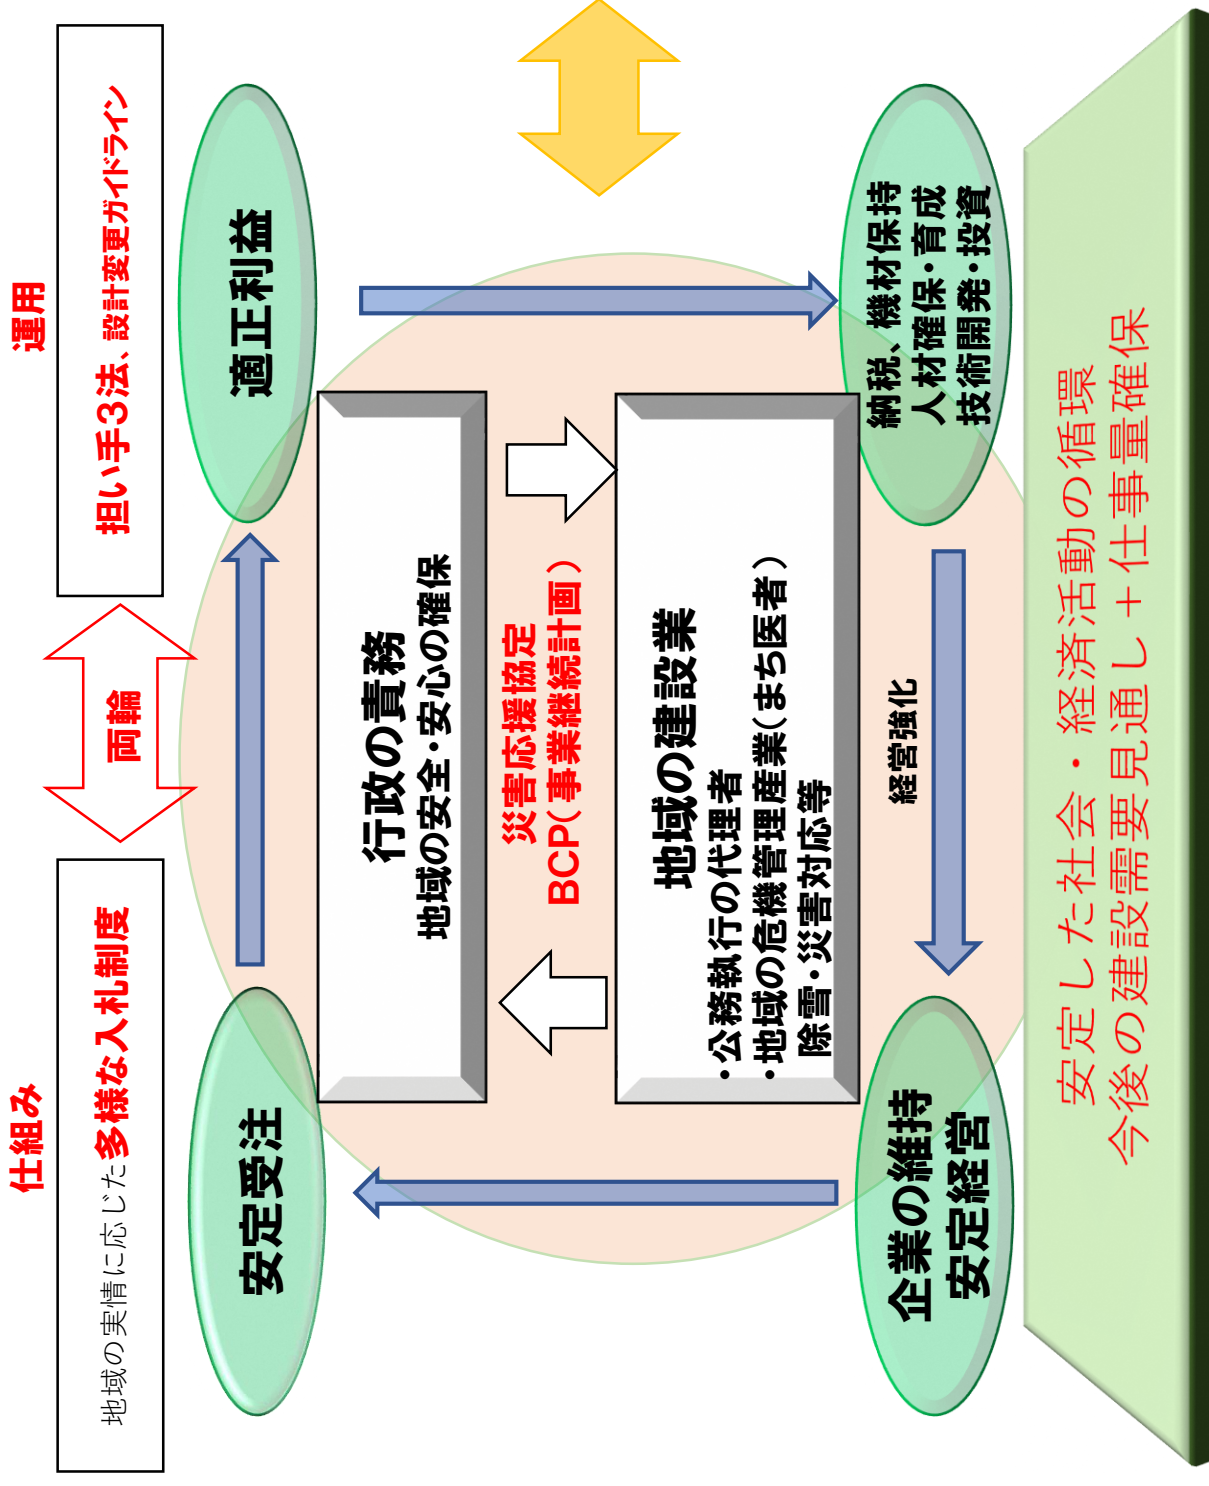 仕組み
運用
地域の実情に応じた多様な入札制度
両輪
担い手3法、設計変更ガイドライン
安定受注
適正利益
行政の責務
地域の安全・安心の確保
災害応援協定
BCP(事業継続計画)
地域の建設業
・公務執行の代理者
・地域の危機管理産業(まち医者)
除雪・災害対応等
経営強化
企業の維持
安定経営
納税、機材保持
人材確保・育成
技術開発・投資
安定した社会・経済活動の循環
今後の建設需要見通し+仕事量確保